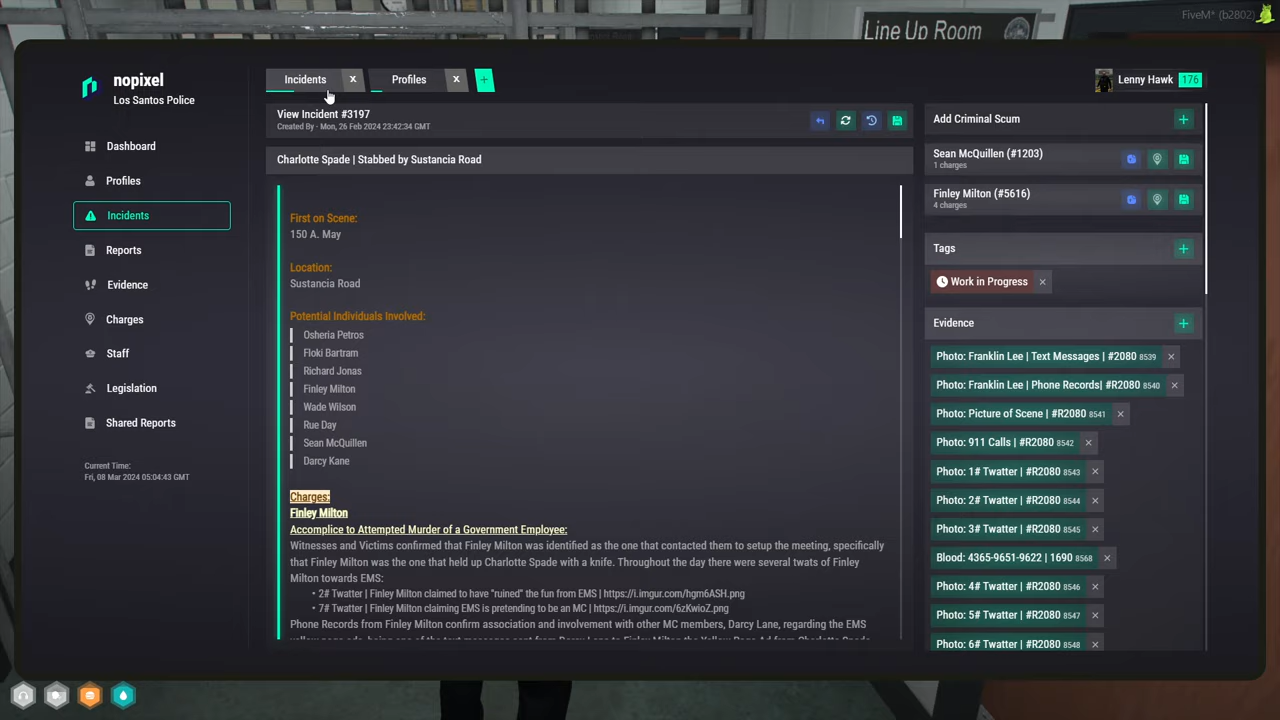 Line Up Room
FiveM* (b2802)
nopixel
Los Santos Police
Dashboard
Profiles
Incidents
Reports
Evidence
Charges
Staff
Legislation
Shared Reports
Current Time:
Fri, 08 Mar 2024 05:04:43 GMT
Incidents x
Profiles x
+
Lenny Hawk 176
View Incident #3197
Created By - Mon, 26 Feb 2024 23:42:34 GMT
Charlotte Spade | Stabbed by Sustancia Road
First on Scene:
150 A. May
Location:
Sustancia Road
Potential Individuals Involved:
Osheria Petros
Floki Bartram
Richard Jonas
Finley Milton
Wade Wilson
Rue Day
Sean McQuillen
Darcy Kane
Charges:
Finley Milton
Accomplice to Attempted Murder of a Government Employee:
Witnesses and Victims confirmed that Finley Milton was identified as the one that contacted them to setup the meeting, specifically
that Finley Milton was the one that held up Charlotte Spade with a knife. Throughout the day there were several twats of Finley
Milton towards EMS:
• 2# Twatter | Finley Milton claimed to have "ruined" the fun from EMS | https://i.imgur.com/hgm6ASH.png
• 7# Twatter | Finley Milton claiming EMS is pretending to be an MC | https://i.imgur.com/6zKwioZ.png
Phone Records from Finley Milton confirm association and involvement with other MC members, Darcy Lane, regarding the EMS
Add Criminal Scum +
Sean McQuillen (#1203)
1 charges
Finley Milton (#5616)
4 charges
Tags +
Work in Progress x
Evidence +
Photo: Franklin Lee | Text Messages | #2080 8539 x
Photo: Franklin Lee | Phone Records| #R2080 8540 x
Photo: Picture of Scene | #R2080 8541 x
Photo: 911 Calls | #R2080 8542 x
Photo: 1# Twatter | #R2080 8543 x
Photo: 2# Twatter | #R2080 8544 x
Photo: 3# Twatter | #R2080 8545 x
Blood: 4365-9651-9622 | 1690 8568 x
Photo: 4# Twatter | #R2080 8546 x
Photo: 5# Twatter | #R2080 8547 x
Photo: 6# Twatter | #R2080 8548 x